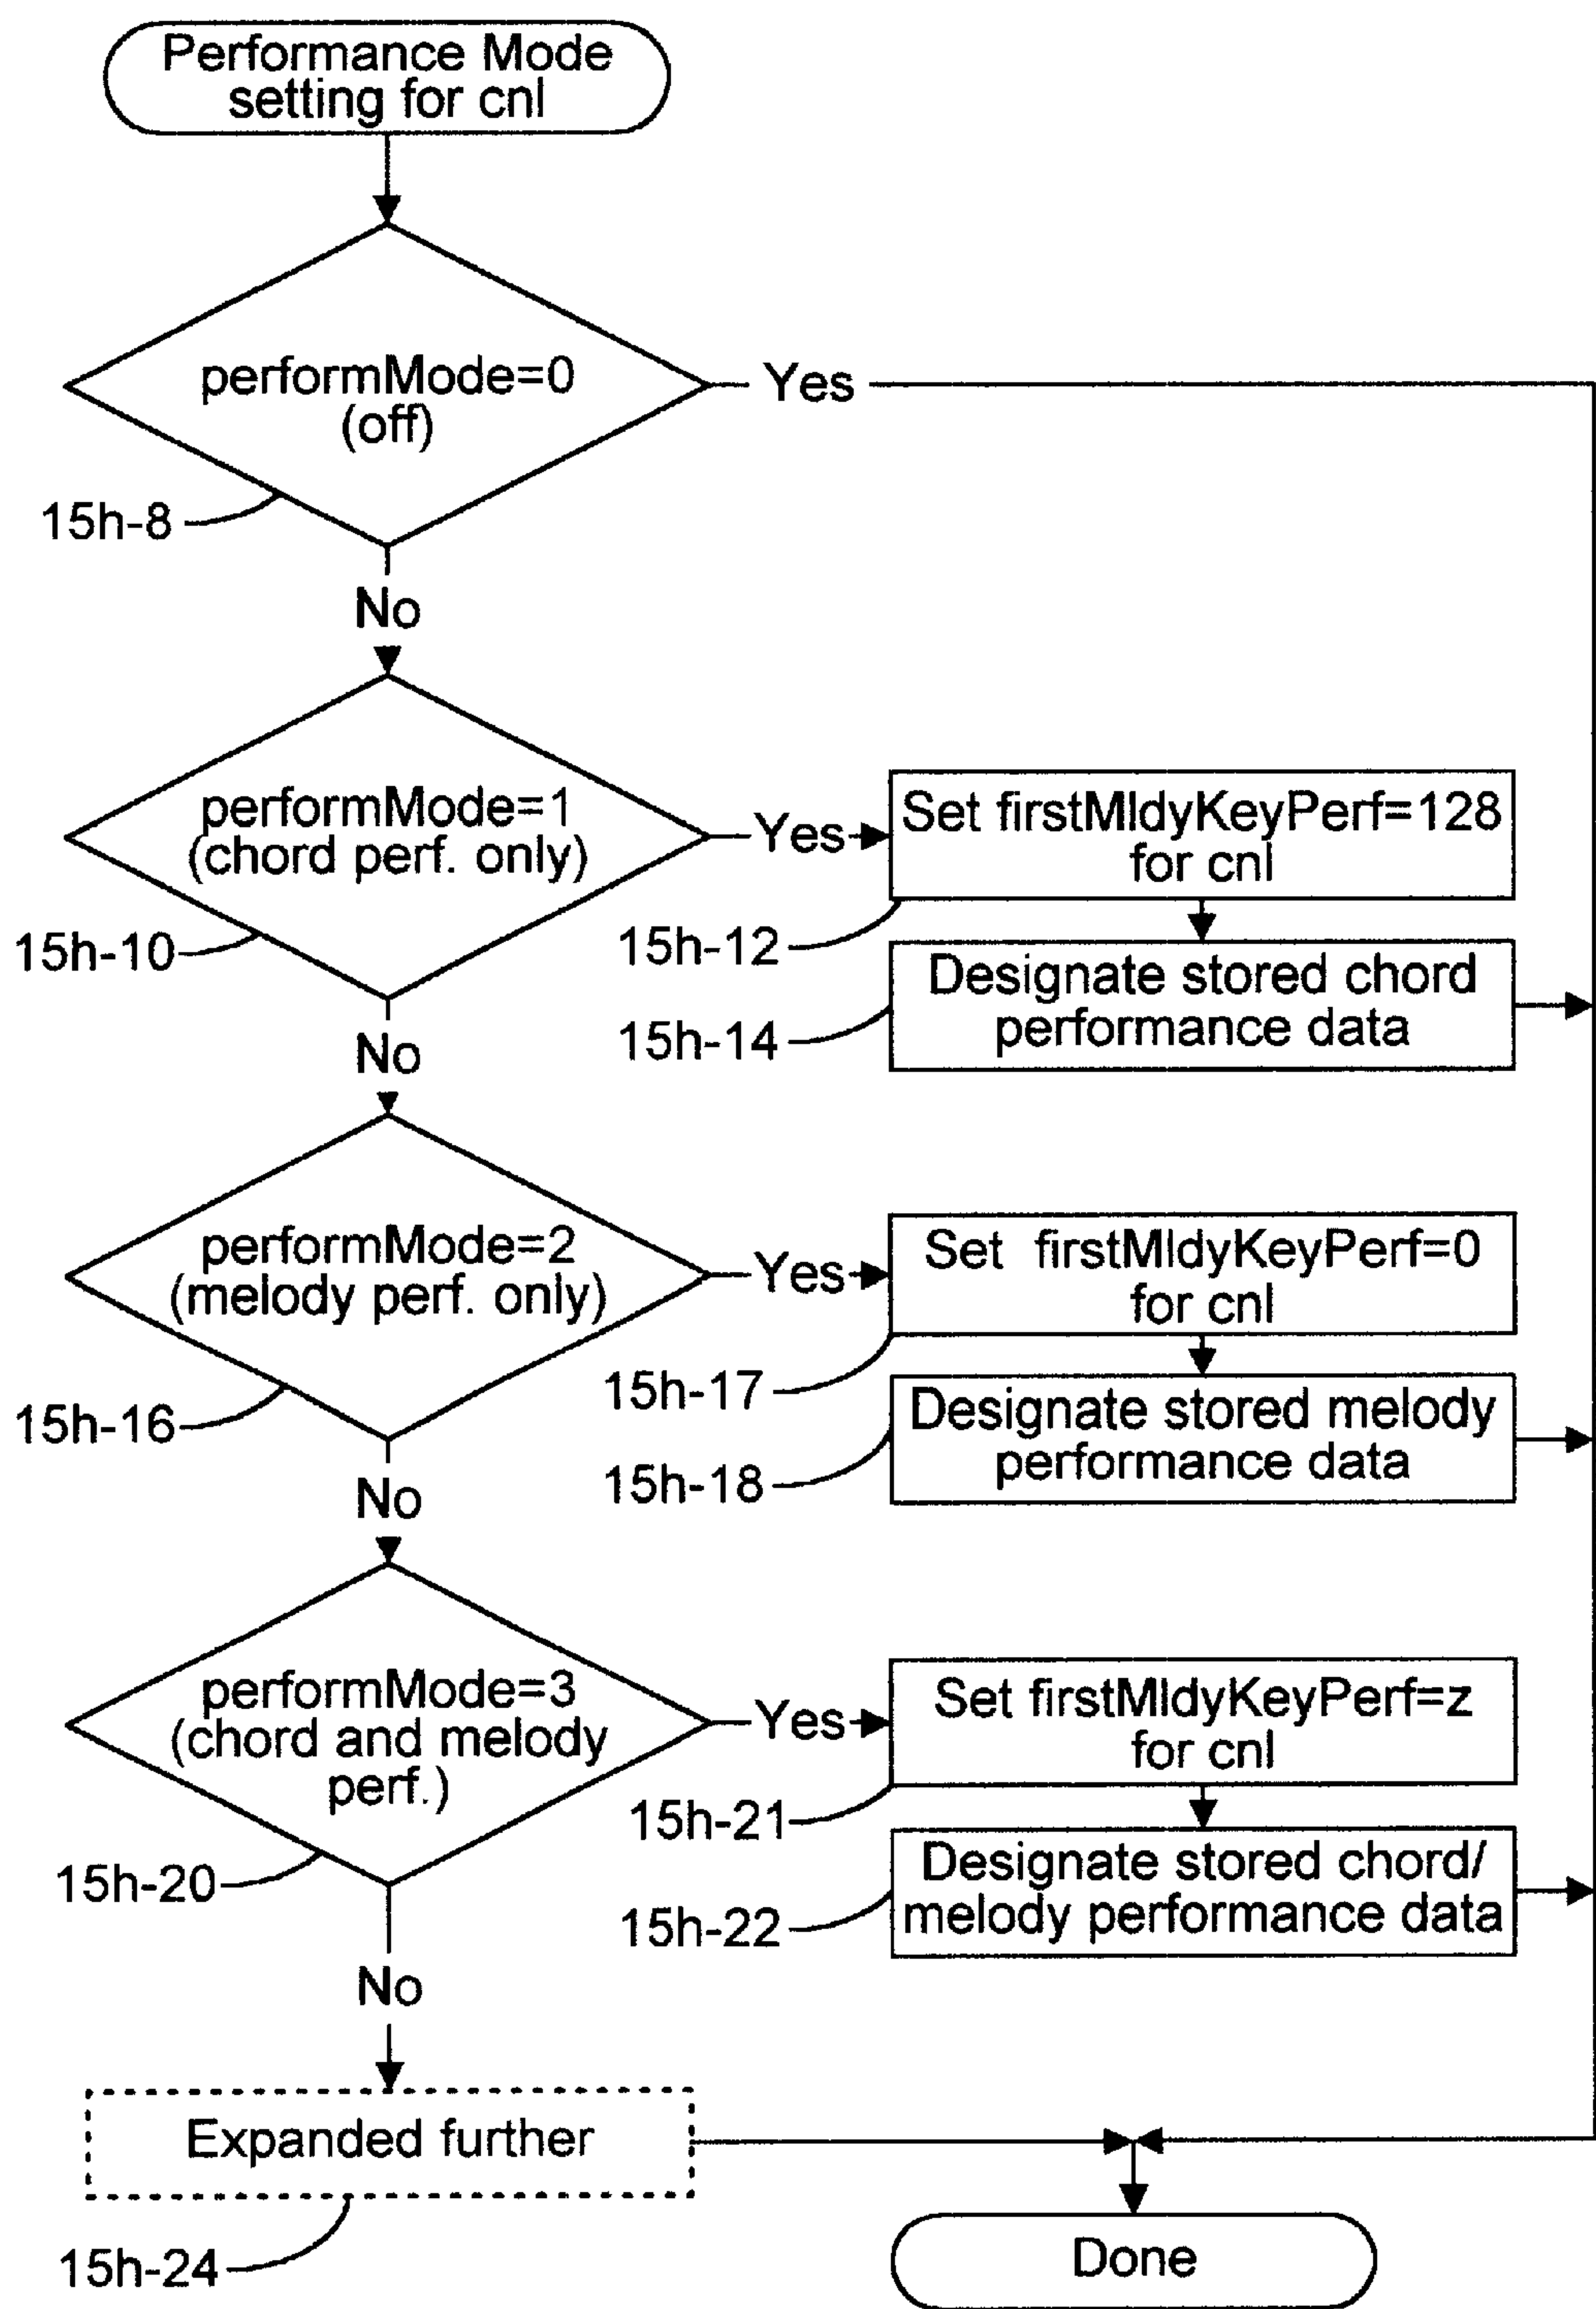 Performance Mode
setting for cnl
performMode=0
(off)
Yes
15h-8
No
performMode=1
(chord perf. only)
Yes
Set firstMldyKeyPerf=128
for cnl
15h-10
15h-12
Designate stored chord
performance data
15h-14
No
performMode=2
(melody perf. only)
Yes
Set firstMldyKeyPerf=0
for cnl
15h-16
15h-17
Designate stored melody
performance data
15h-18
No
performMode=3
(chord and melody
perf.)
Yes
Set firstMldyKeyPerf=z
for cnl
15h-20
15h-21
Designate stored chord/
melody performance data
15h-22
No
Expanded further
15h-24
Done